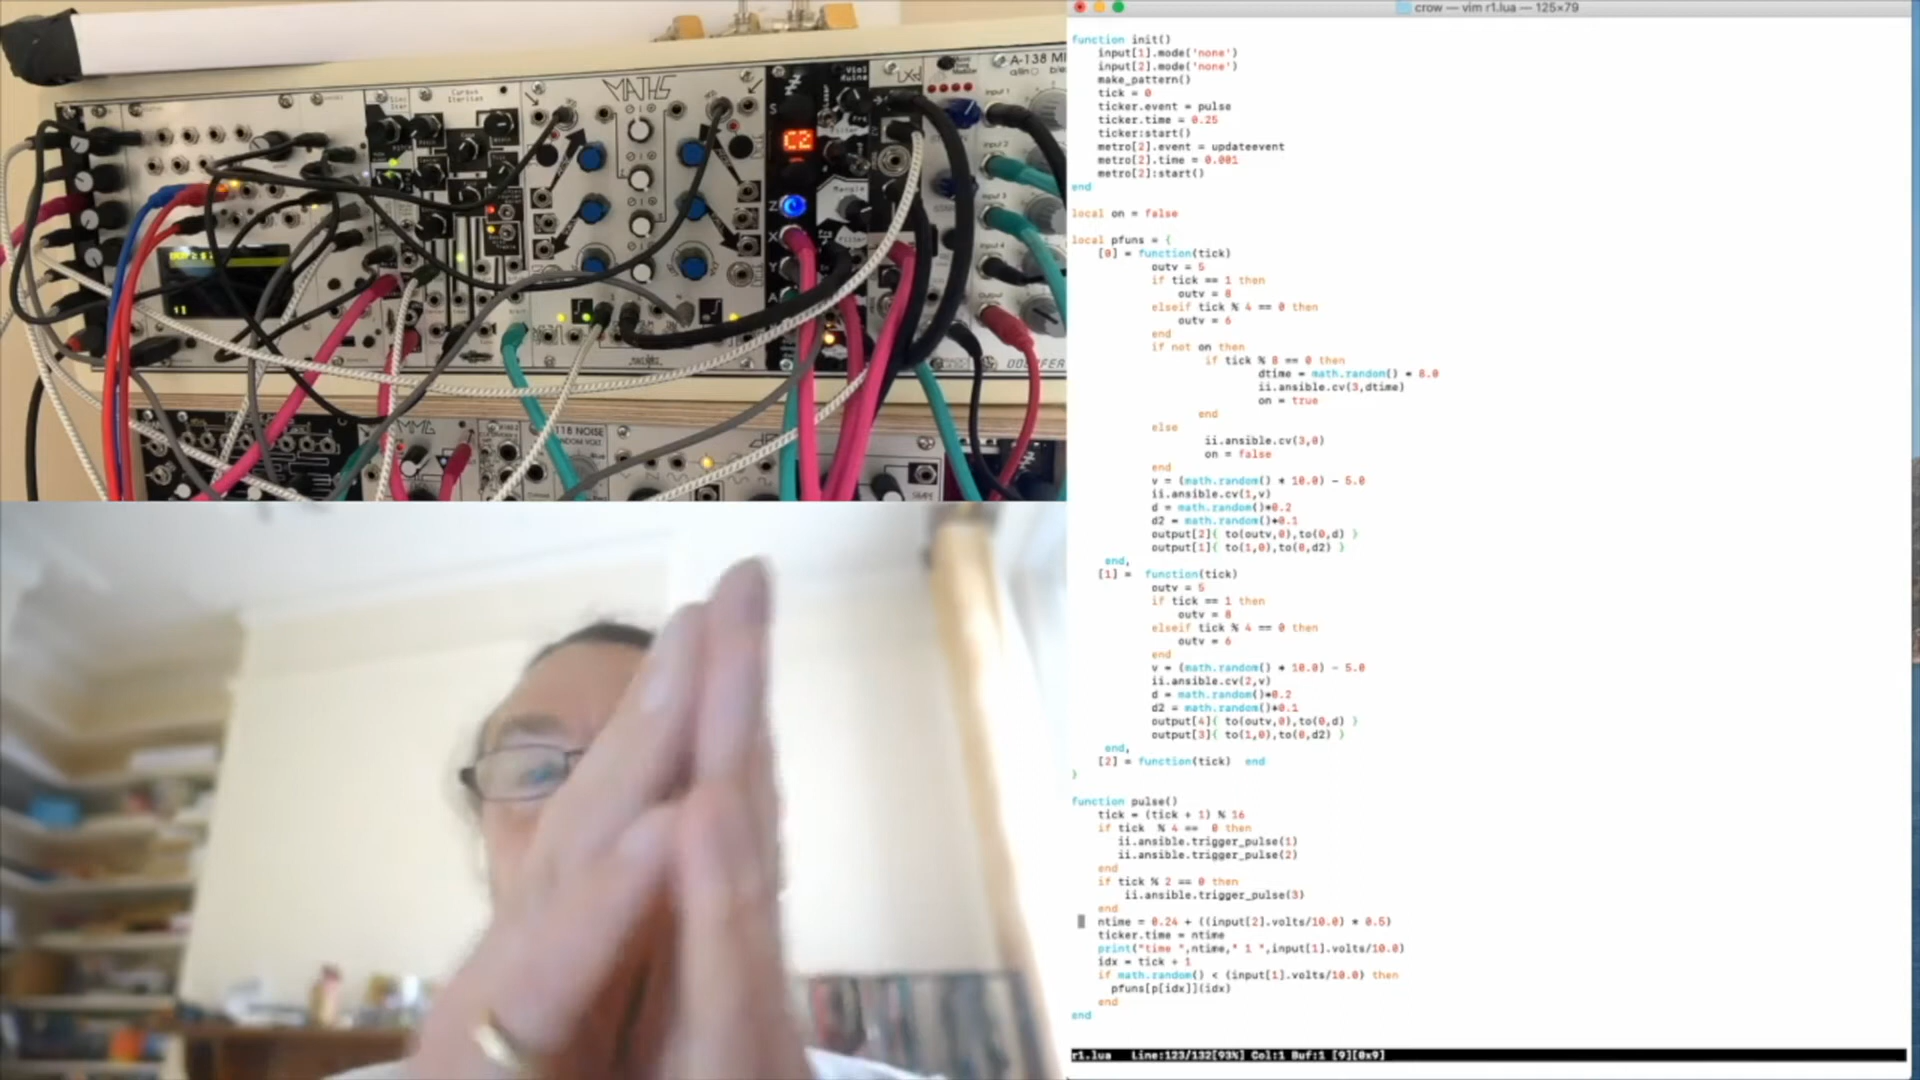 MATHS
C2
A-138 MI
Input 1
Input 2
Input 3
Input 4
Output
DOEPFER
118 NOISE
SHAPE
crow — vim r1.lua — 125×79
function init()
input[1].mode('none')
input[2].mode('none')
make_pattern()
tick = 0
ticker.event = pulse
ticker.time = 0.25
ticker:start()
metro[2].event = updateevent
metro[2].time = 0.001
metro[2]:start()
end
local on = false
local pfuns = {
[0] = function(tick)
outv = 5
if tick == 1 then
outv = 8
elseif tick % 4 == 0 then
outv = 6
end
if not on then
if tick % 8 == 0 then
dtime = math.random() * 8.0
ii.ansible.cv(3,dtime)
on = true
end
else
ii.ansible.cv(3,0)
on = false
end
v = (math.random() * 10.0) - 5.0
ii.ansible.cv(1,v)
d = math.random()*0.2
d2 = math.random()*0.1
output[2]{ to(outv,0),to(0,d) }
output[1]{ to(1,0),to(0,d2) }
end,
[1] = function(tick)
outv = 5
if tick == 1 then
outv = 8
elseif tick % 4 == 0 then
outv = 6
end
v = (math.random() * 10.0) - 5.0
ii.ansible.cv(2,v)
d = math.random()*0.2
d2 = math.random()*0.1
output[4]{ to(outv,0),to(0,d) }
output[3]{ to(1,0),to(0,d2) }
end,
[2] = function(tick) end
}
function pulse()
tick = (tick + 1) % 16
if tick % 4 == 0 then
ii.ansible.trigger_pulse(1)
ii.ansible.trigger_pulse(2)
end
if tick % 2 == 0 then
ii.ansible.trigger_pulse(3)
end
ntime = 0.24 + ((input[2].volts/10.0) * 0.5)
ticker.time = ntime
print("time ",ntime," 1 ",input[1].volts/10.0)
idx = tick + 1
if math.random() < (input[1].volts/10.0) then
pfuns[p[idx]](idx)
end
end
r1.lua Line:123/132[93%] Col:1 Buf:1 [9][0x9]